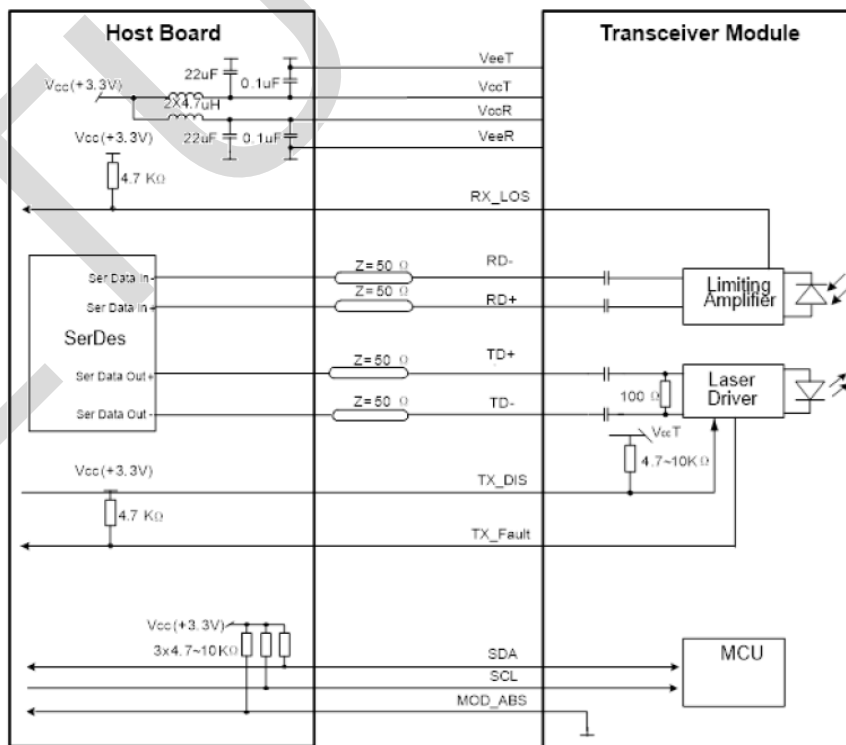 Host Board
Transceiver Module
VeeT
22uF
0.1uF
Vcc(+3.3V)
VccT
2X4.7uH
VccR
Vcc(+3.3V)
22uF
0.1uF
VeeR
4.7 KΩ
RX_LOS
Z=50 Ω
RD-
Ser Data In-
Z=50 Ω
RD+
Limiting
Amplifier
Ser Data In+
SerDes
Z=50 Ω
TD+
Ser Data Out+
Laser
Driver
100 Ω
Z=50 Ω
TD-
Ser Data Out-
VccT
4.7~10KΩ
Vcc(+3.3V)
TX_DIS
4.7 KΩ
TX_Fault
Vcc(+3.3V)
3x4.7~10KΩ
SDA
MCU
SCL
MOD_ABS